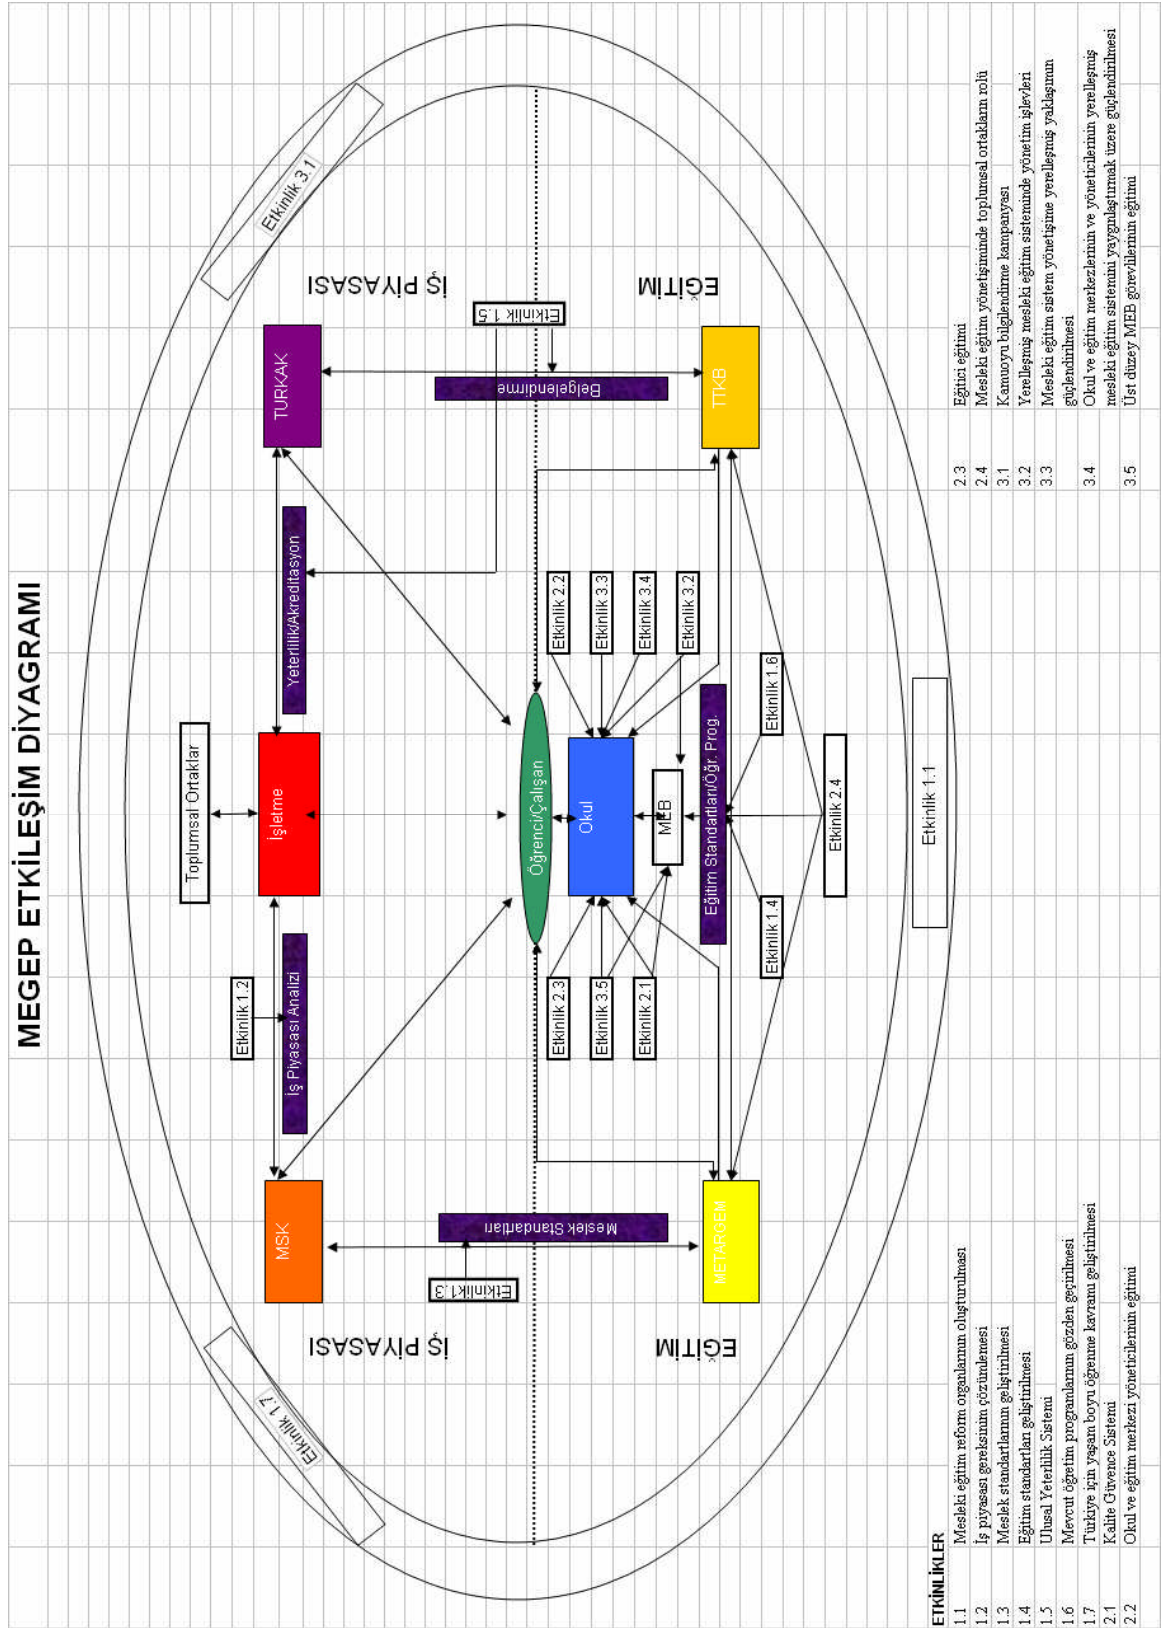 MEGEP ETKİLEŞİM DİYAGRAMI
Etkinlik 1.7
Etkinlik 3.1
Toplumsal Ortaklar
Etkinlik 1.2
MSK
İş Piyasası Analizi
İşletme
Yeterlilik/Akreditasyon
TURKAK
İŞ PİYASASI
İŞ PİYASASI
Etkinlik1.3
Meslek Standartları
Etkinlik 1.5
Belgelendirme
Öğrenci/Çalışan
EĞİTİM
EĞİTİM
Etkinlik 2.3
Etkinlik 3.5
Etkinlik 2.1
Okul
Etkinlik 2.2
Etkinlik 3.3
Etkinlik 3.4
Etkinlik 3.2
MEB
METARGEM
Eğitim Standartları/Öğr. Prog.
TTKB
Etkinlik 1.4
Etkinlik 1.6
Etkinlik 2.4
Etkinlik 1.1
ETKİNLİKLER
1.1 Mesleki eğitim reform organlarının oluşturulması
1.2 İş piyasası gereksinim çözümlemesi
1.3 Meslek standartlarının geliştirilmesi
1.4 Eğitim standartları geliştirilmesi
1.5 Ulusal Yeterlilik Sistemi
1.6 Mevcut öğretim programlarının gözden geçirilmesi
1.7 Türkiye için yaşam boyu öğrenme kavramı geliştirilmesi
2.1 Kalite Güvence Sistemi
2.2 Okul ve eğitim merkezi yöneticilerinin eğitimi
2.3 Eğitici eğitimi
2.4 Mesleki eğitim yönetişiminde toplumsal ortakların rolü
3.1 Kamuoyu bilgilendirme kampanyası
3.2 Yerelleşmiş mesleki eğitim sisteminde yönetim işlevleri
3.3 Mesleki eğitim sistem yönetişime yerelleşmiş yaklaşımın
güçlendirilmesi
3.4 Okul ve eğitim merkezlerinin ve yöneticilerinin yerelleşmiş
mesleki eğitim sistemini yaygınlaştırmak üzere güçlendirilmesi
3.5 Üst düzey MEB görevlilerinin eğitimi